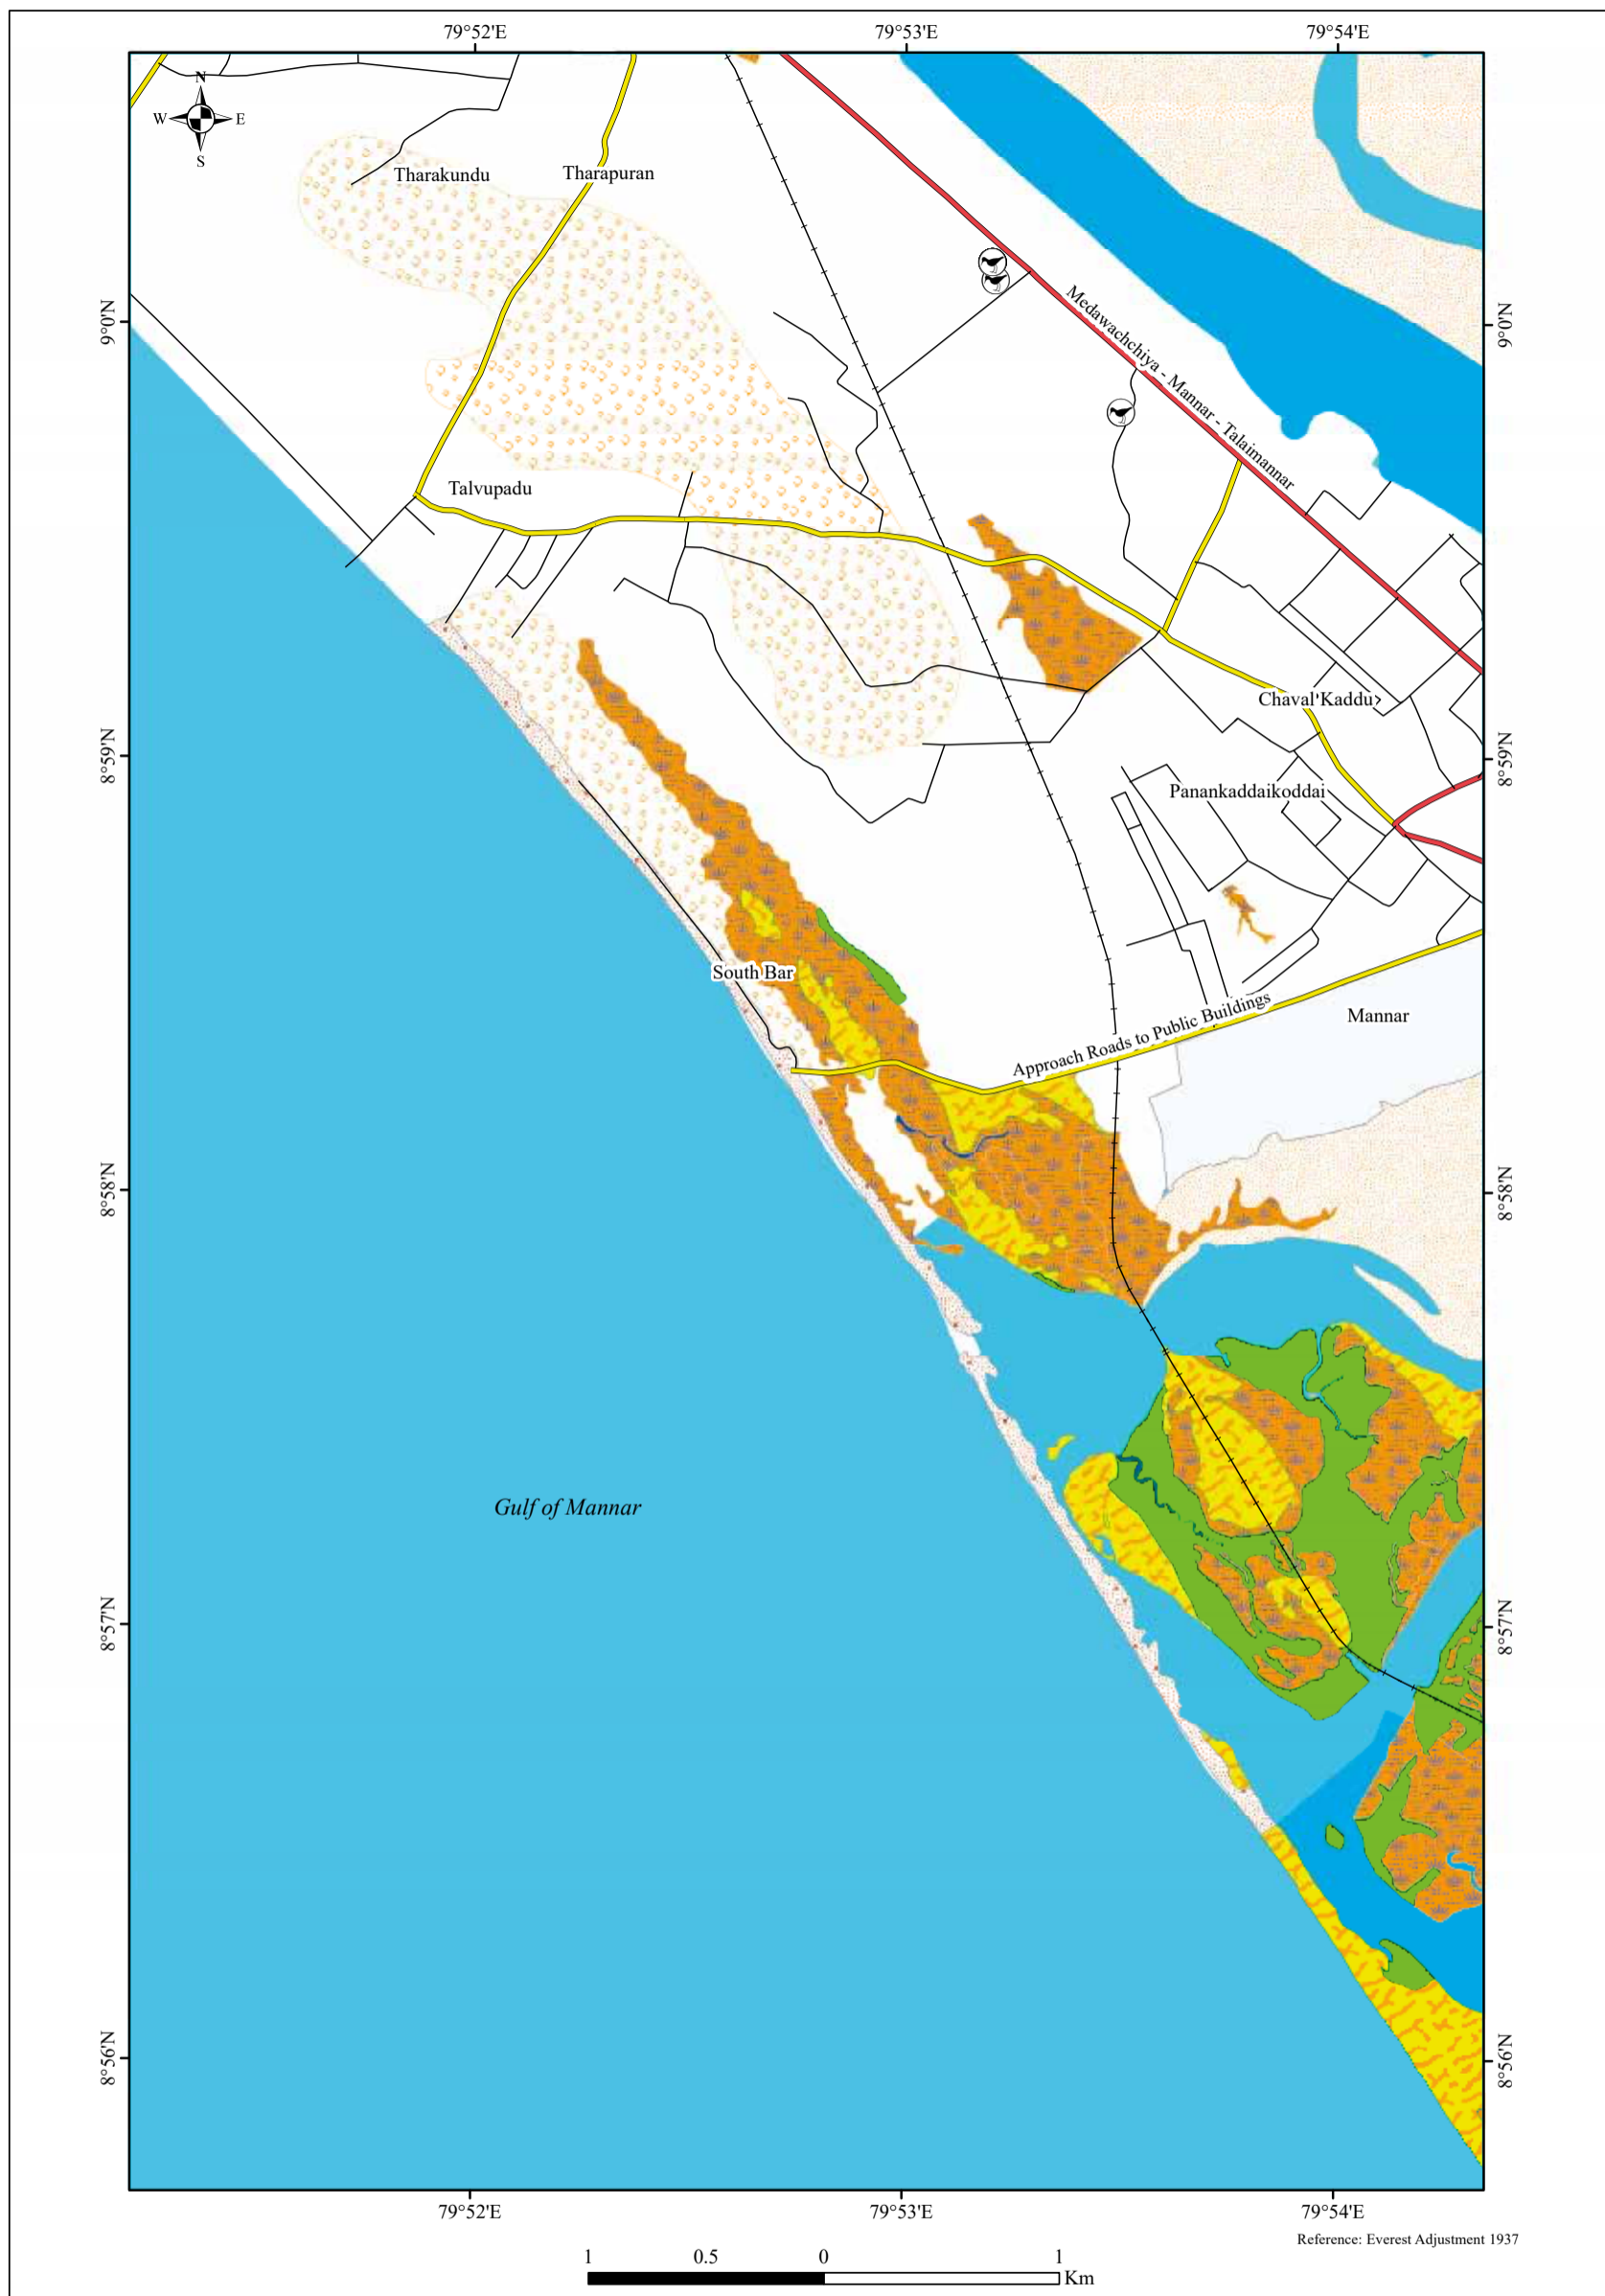 79°52'E
79°53'E
79°54'E
N
W
E
S
Tharakundu
Tharapuran
9°0'N
9°0'N
Medawachchiya - Mannar - Talaimannar
Talvupadu
Chaval Kaddu
8°59'N
8°59'N
Panankaddaikoddai
South Bar
Approach Roads to Public Buildings
Mannar
8°58'N
8°58'N
Gulf of Mannar
8°57'N
8°57'N
8°56'N
8°56'N
79°52'E
79°53'E
79°54'E
Reference: Everest Adjustment 1937
1
0.5
0
1
Km